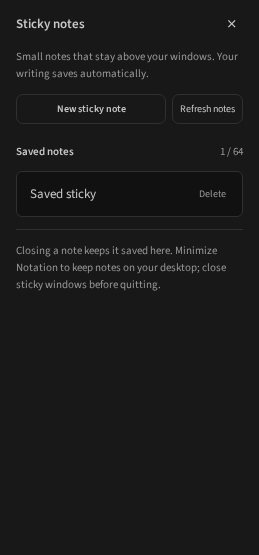 Sticky notes
Small notes that stay above your windows. Your
writing saves automatically.
New sticky note
Refresh notes
Saved notes
1 / 64
Saved sticky
Delete
Closing a note keeps it saved here. Minimize
Notation to keep notes on your desktop; close
sticky windows before quitting.